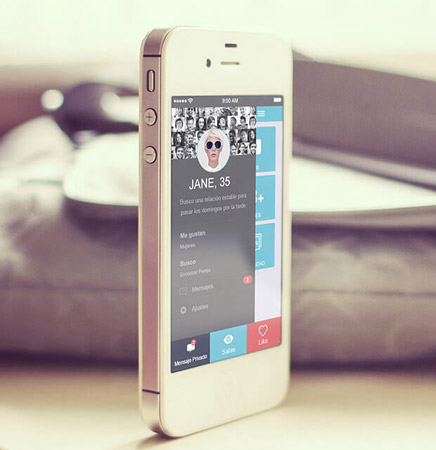 9:00 AM
JANE, 35
Busco una relación estable para
pasar los domingos por la tarde
Me gustan
Mujeres
Busco
Encontrar Pareja
Mensajes
Ajustes
Mensaje Privado
Salas
Like